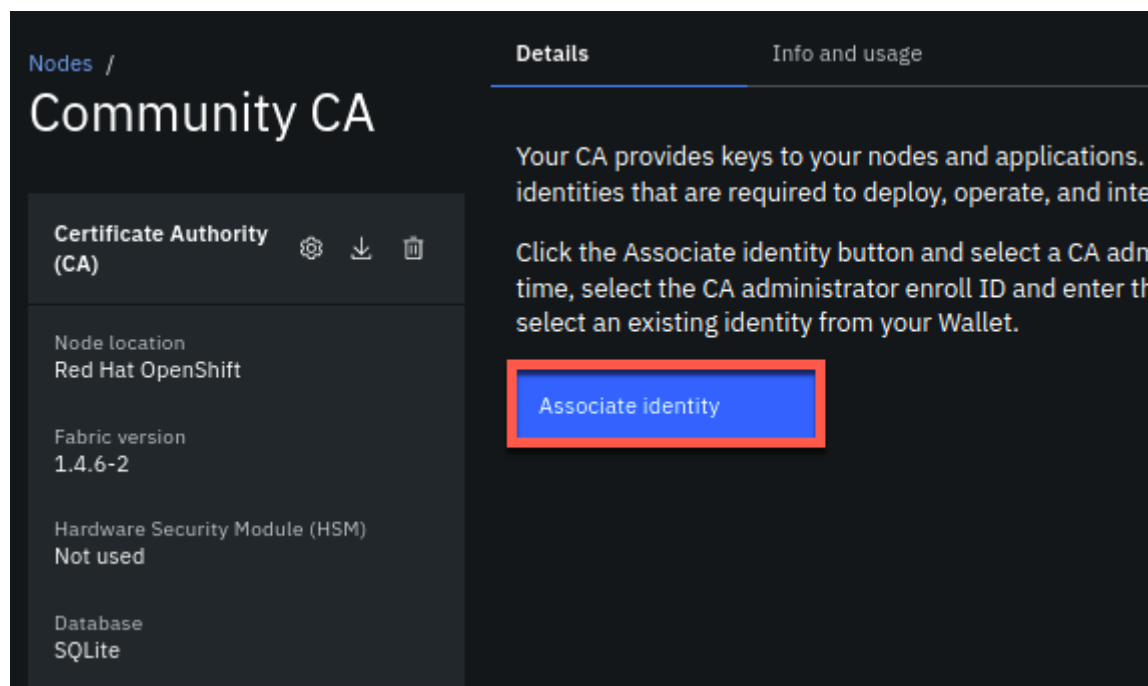 Nodes /
Community CA
Certificate Authority
(CA)
Node location
Red Hat OpenShift
Fabric version
1.4.6-2
Hardware Security Module (HSM)
Not used
Database
SQLite
Details
Info and usage
Your CA provides keys to your nodes and applications.
identities that are required to deploy, operate, and inte
Click the Associate identity button and select a CA adm
time, select the CA administrator enroll ID and enter th
select an existing identity from your Wallet.
Associate identity